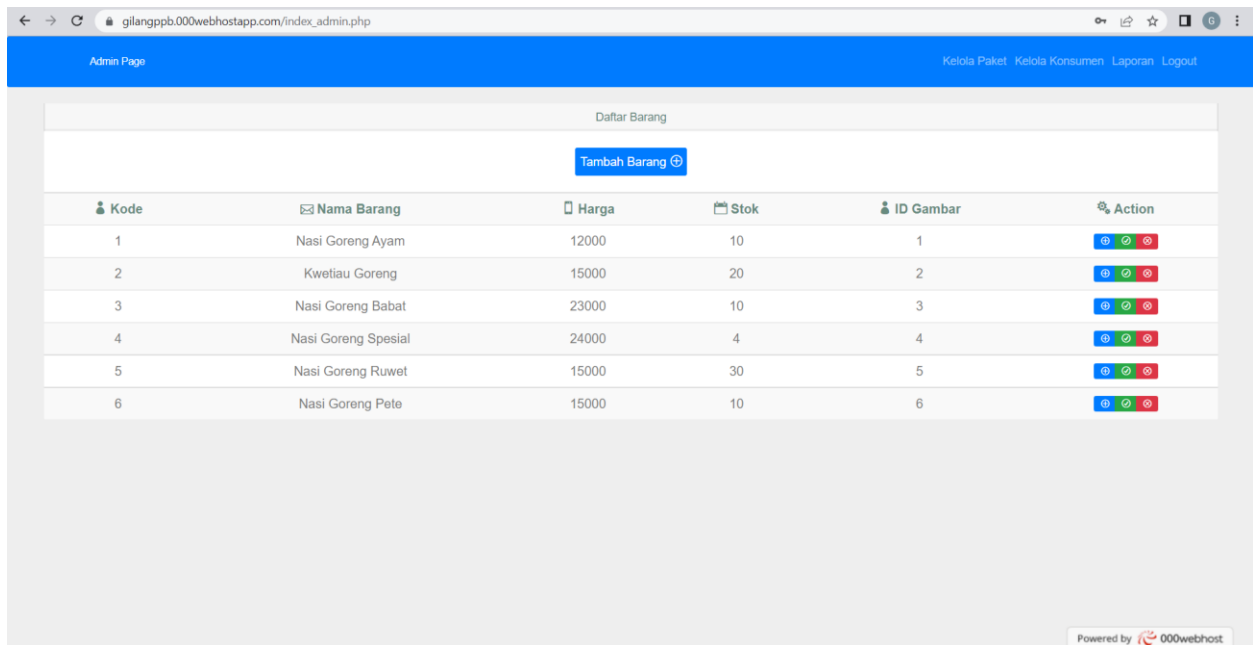 gilangppb.000webhostapp.com/index_admin.php
G
Admin Page Kelola Paket Kelola Konsumen Laporan Logout
Daftar Barang
Tambah Barang
Kode Nama Barang Harga Stok ID Gambar Action
1 Nasi Goreng Ayam 12000 10 1
2 Kwetiau Goreng 15000 20 2
3 Nasi Goreng Babat 23000 10 3
4 Nasi Goreng Spesial 24000 4 4
5 Nasi Goreng Ruwet 15000 30 5
6 Nasi Goreng Pete 15000 10 6
Powered by 000webhost